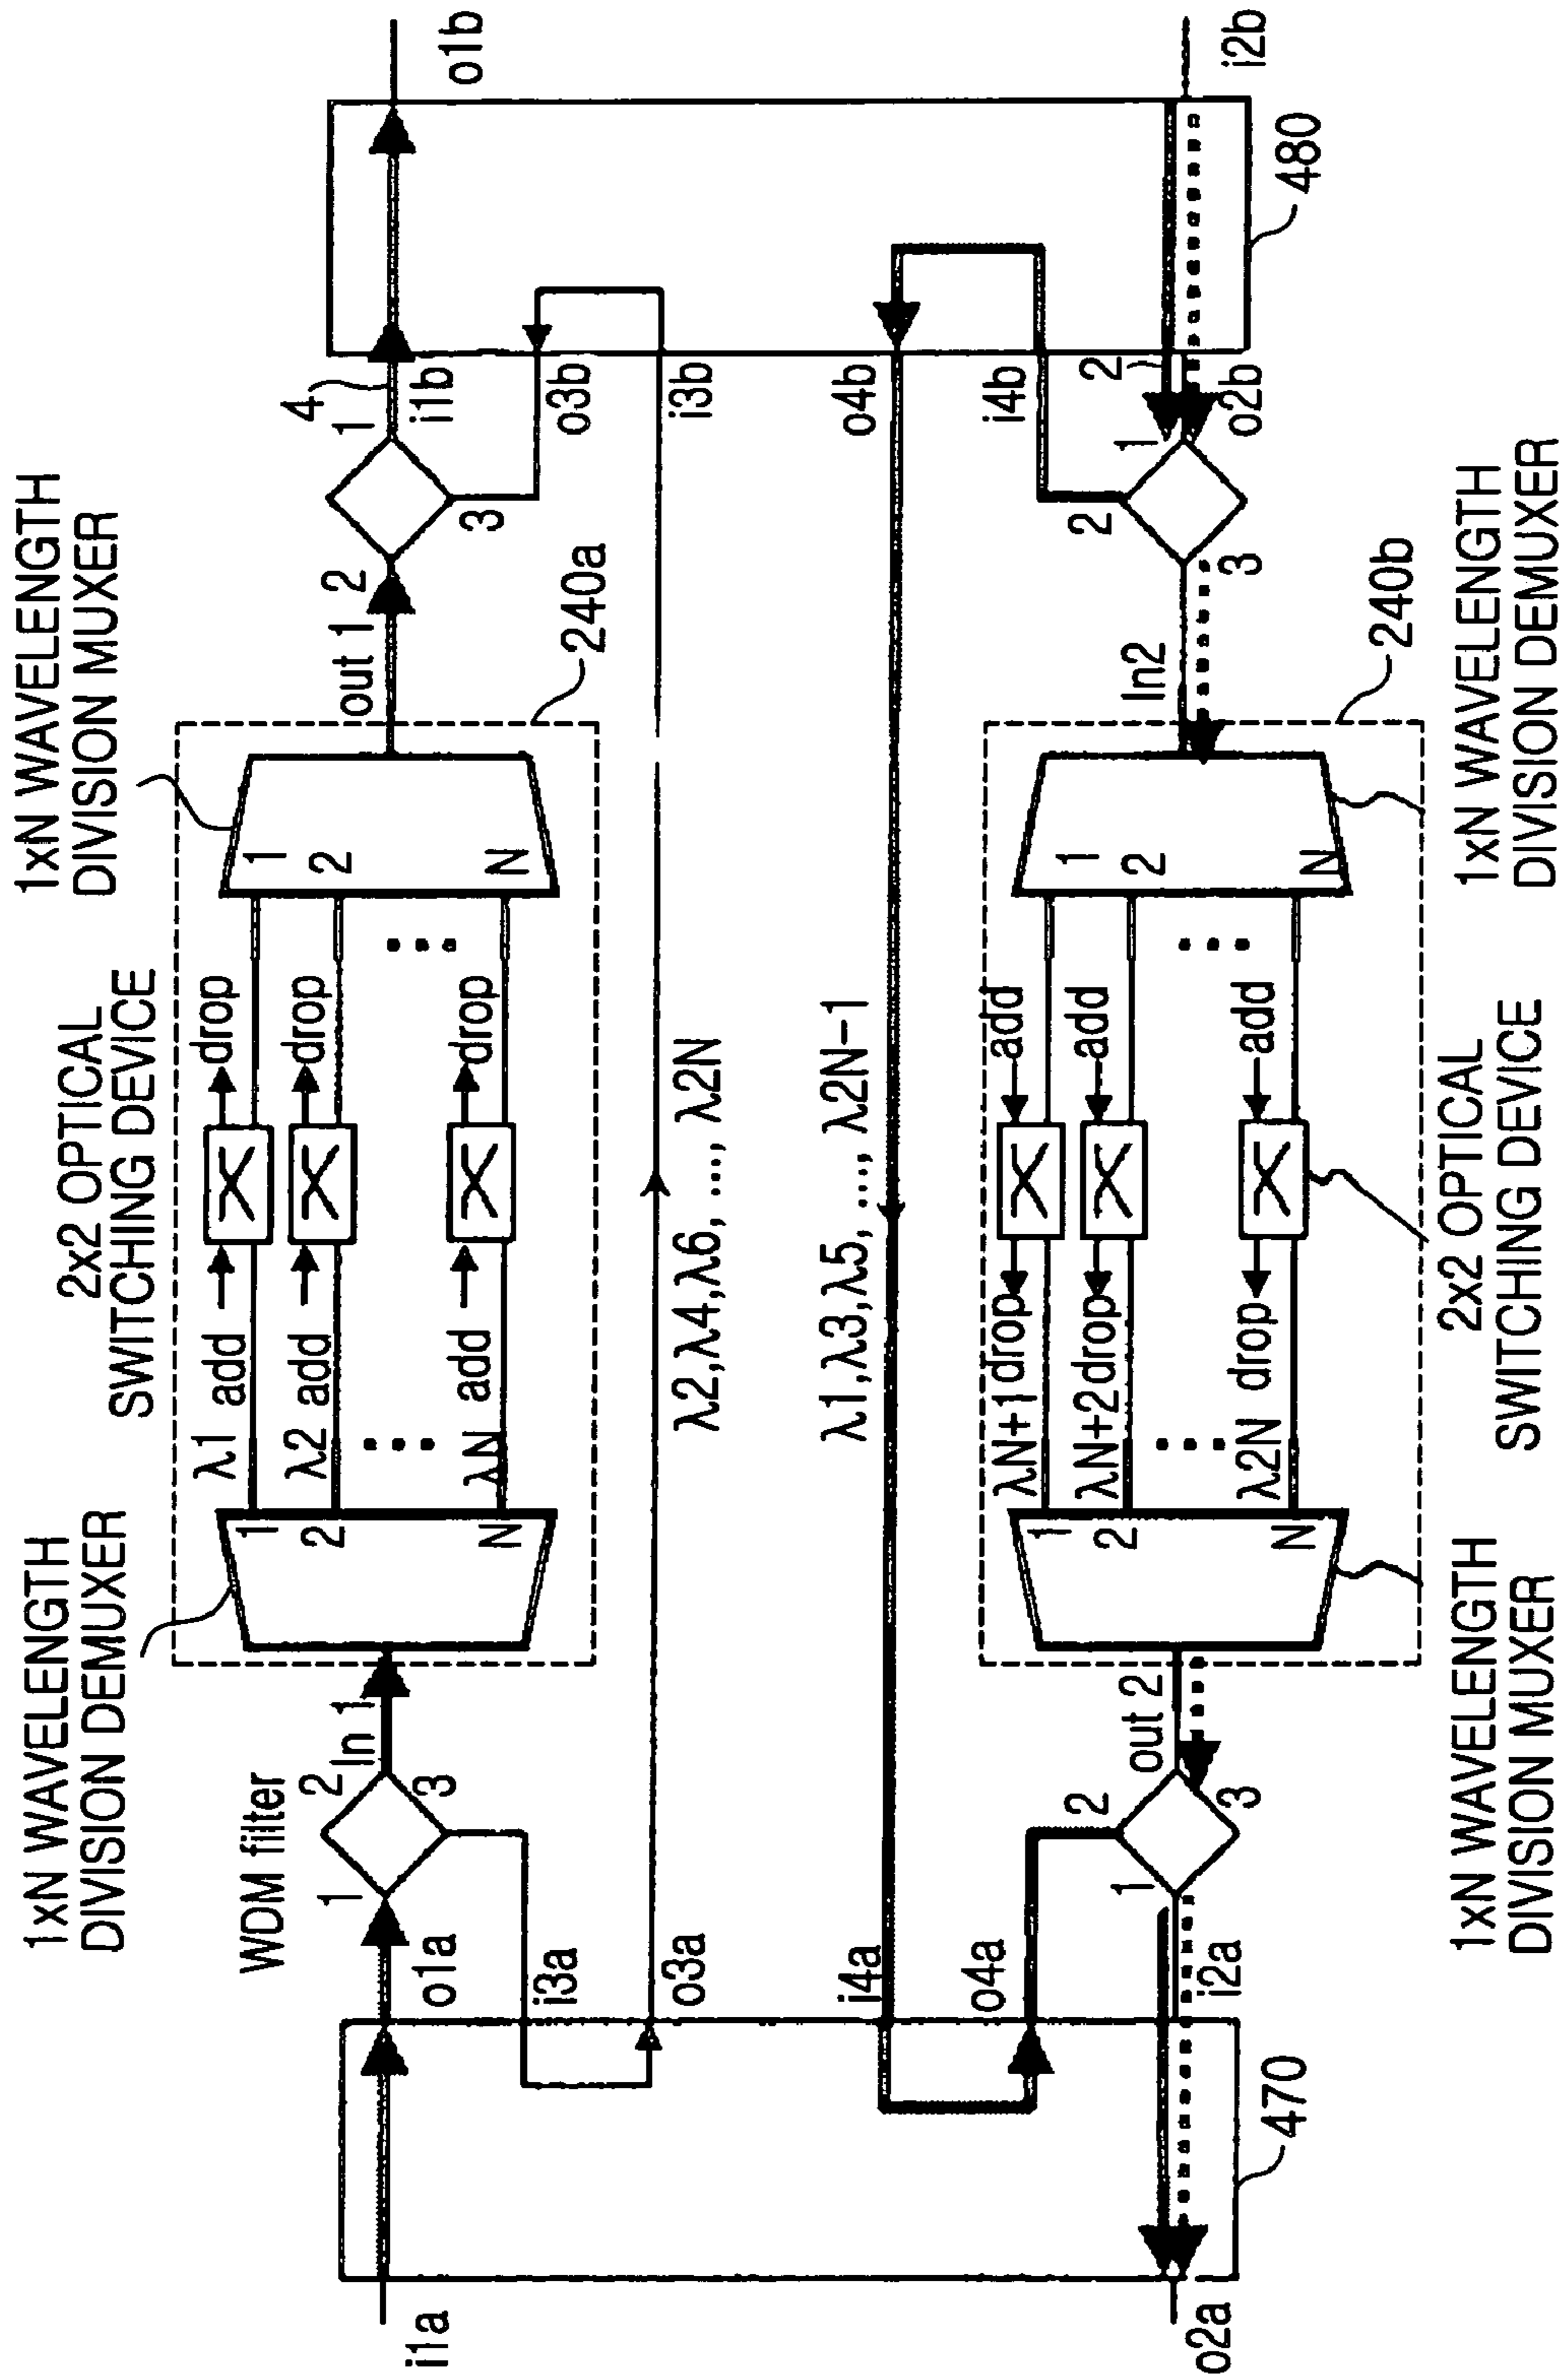 1xN WAVELENGTH
DIVISION DEMUXER
2x2 OPTICAL
SWITCHING DEVICE
1xN WAVELENGTH
DIVISION MUXER
WDM filter
1
2
3
In 1
1
2
N
λ1 add
drop
λ2 add
drop
λN add
drop
...
...
1
2
N
out 1
240a
2
1
3
4
i1a
o1a
i1b
o1b
i3a
o3b
o3a
i3b
λ2,λ4,λ6, ..., λ2N
i4a
λ1,λ3,λ5, ..., λ2N-1
o4b
o4a
i4b
2
1
2
3
out 2
1
2
N
λN+1 drop
add
λN+2 drop
add
λ2N drop
add
...
...
1
2
N
In2
240b
2
1
3
2
o2a
i2a
o2b
i2b
470
480
1xN WAVELENGTH
DIVISION MUXER
2x2 OPTICAL
SWITCHING DEVICE
1xN WAVELENGTH
DIVISION DEMUXER